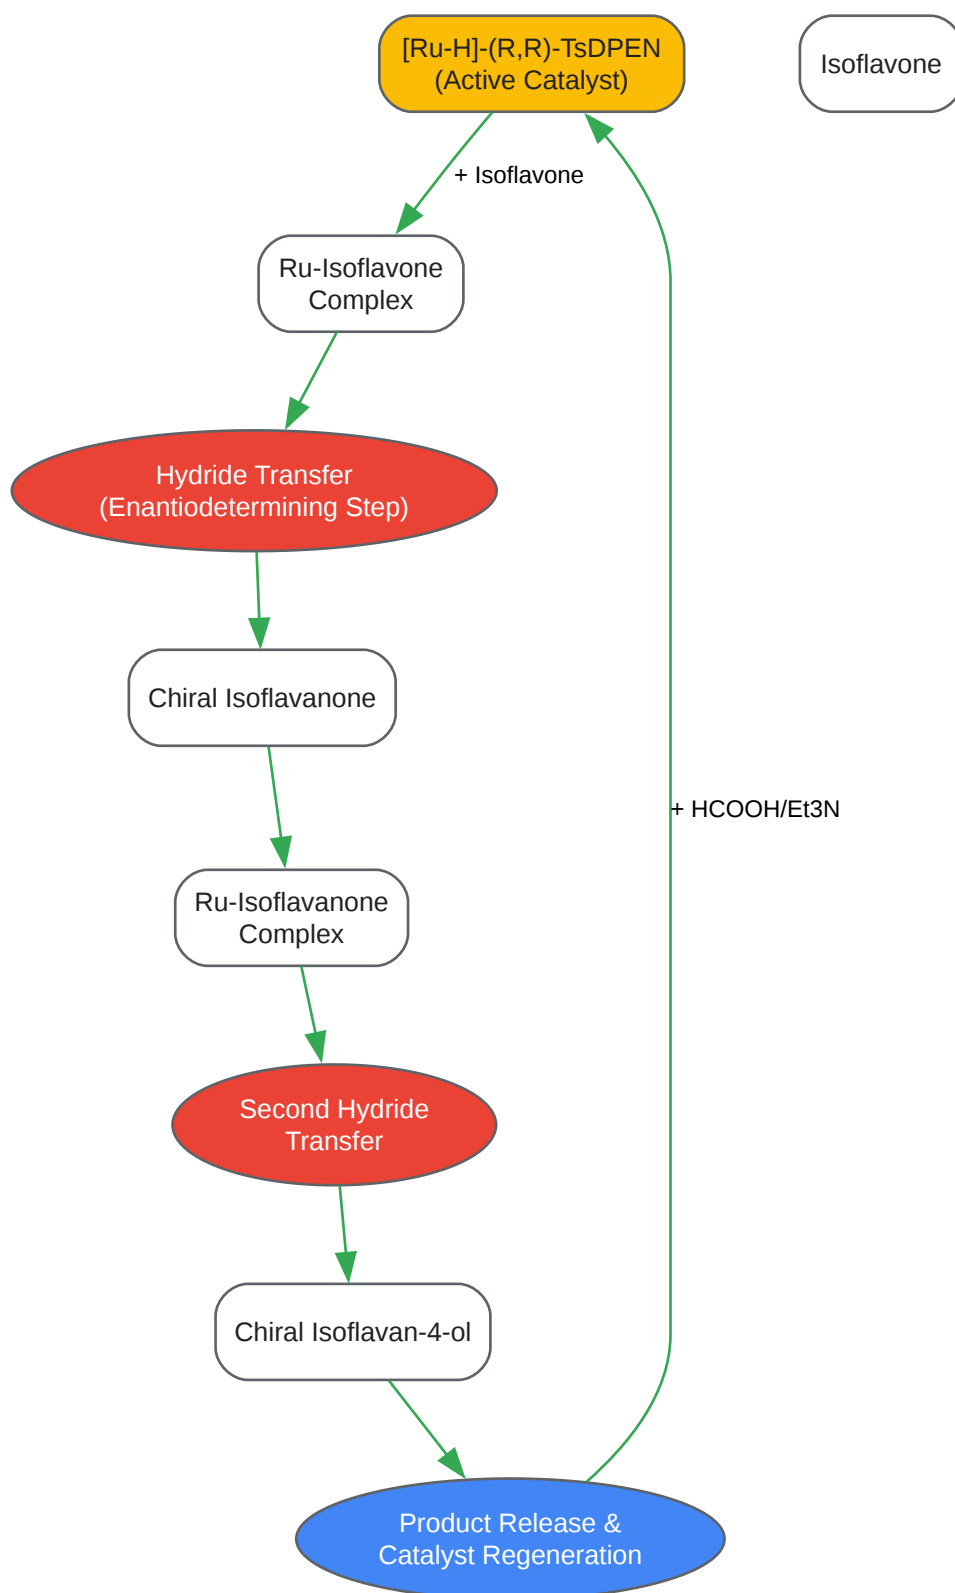 [Ru-H]-(R,R)-TsDPEN
(Active Catalyst)
Isoflavone
+ Isoflavone
Ru-Isoflavone
Complex
Hydride Transfer
(Enantiodetermining Step)
Chiral Isoflavanone
+ HCOOH/Et3N
Ru-Isoflavanone
Complex
Second Hydride
Transfer
Chiral Isoflavan-4-ol
Product Release &
Catalyst Regeneration